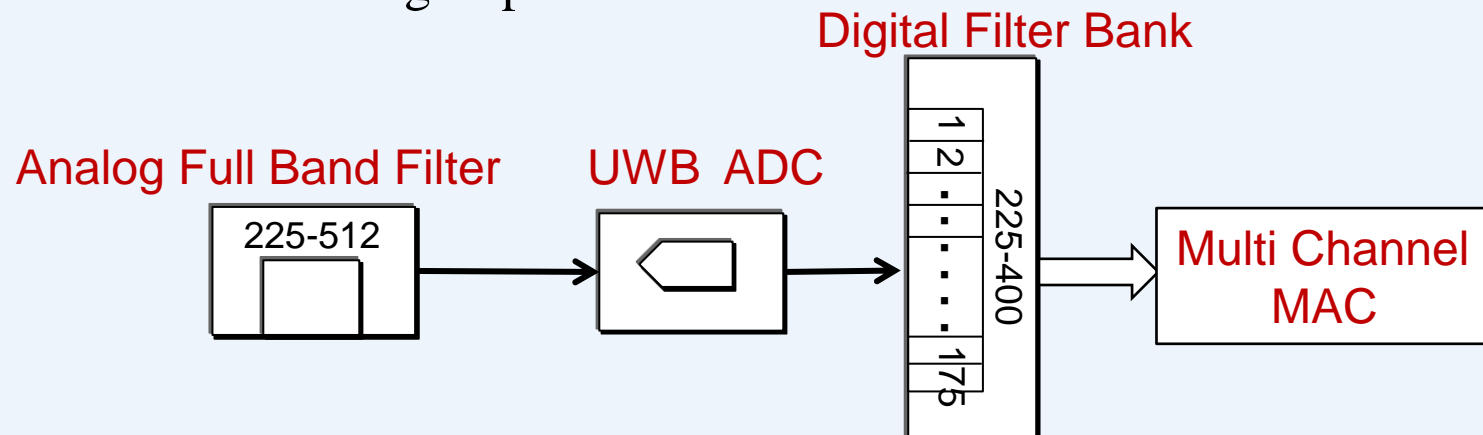 Digital Filter Bank
Analog Full Band Filter
UWB ADC
225-512
1
2
.
.
.
.
.
175
225-400
Multi Channel
MAC